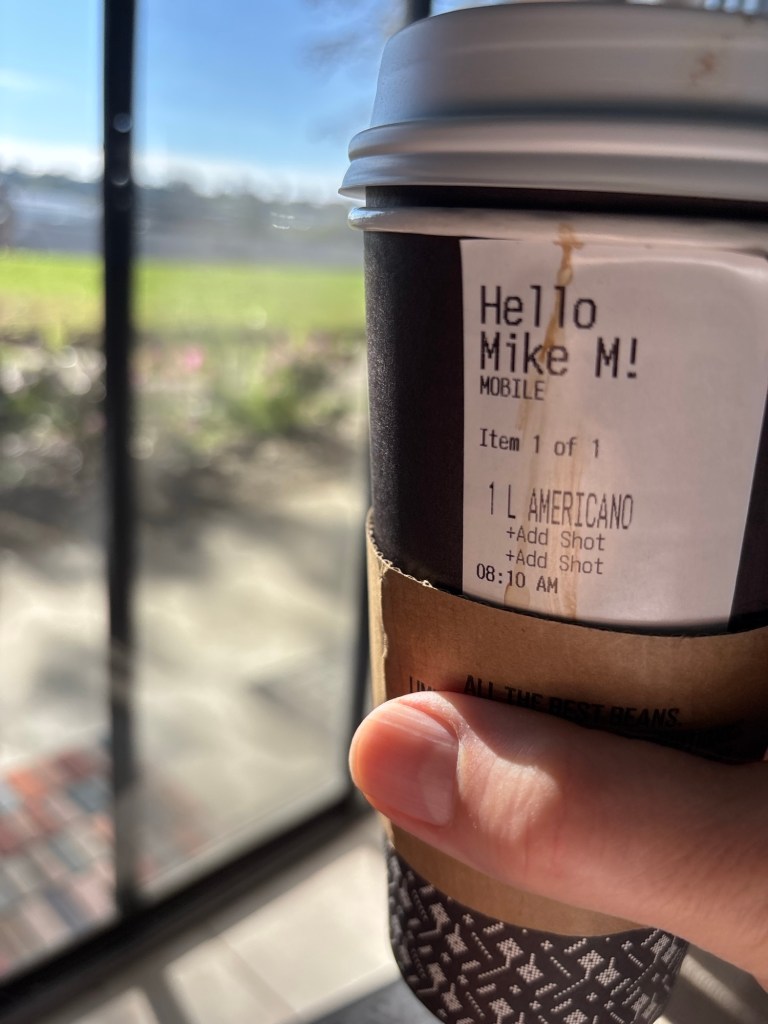 Hello
Mike M!
MOBILE
Item 1 of 1
1 L AMERICANO
+Add Shot
+Add Shot
08:10 AM
ALL THE BEST BEANS.